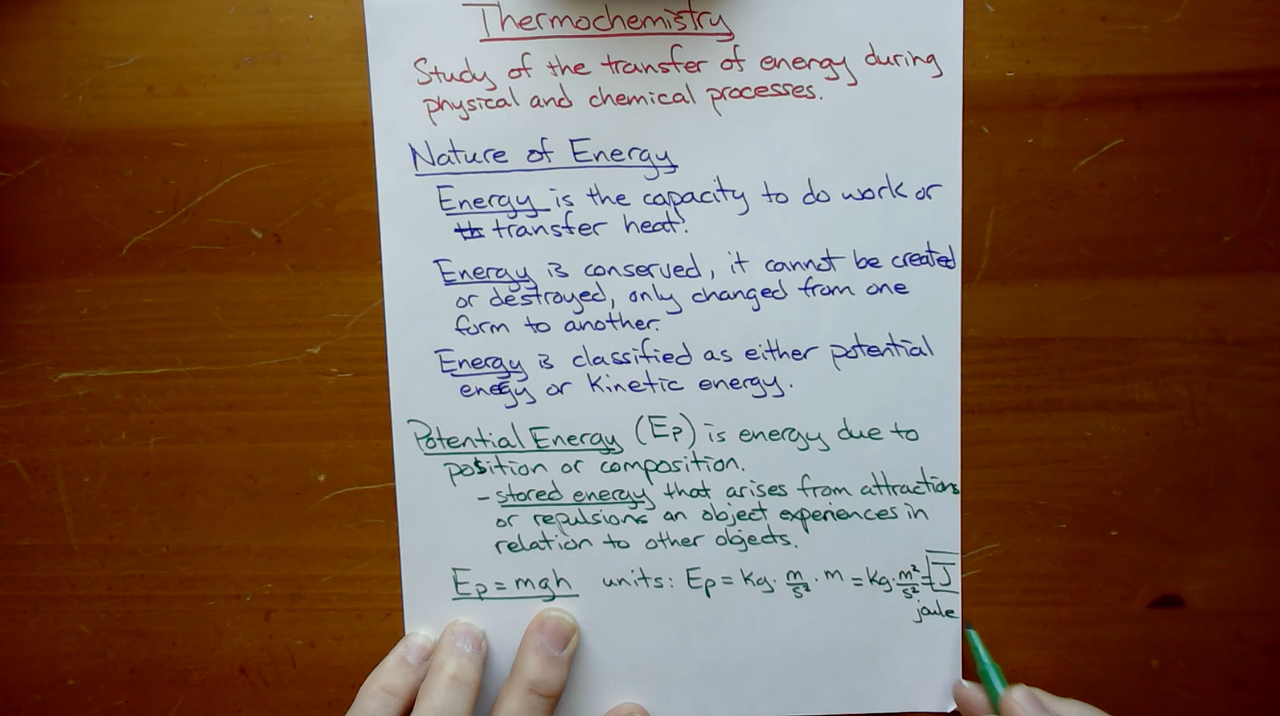 Thermochemistry
Study of the transfer of energy during
physical and chemical processes.
Nature of Energy
Energy is the capacity to do work or
transfer heat.
Energy is conserved, it cannot be created
or destroyed, only changed from one
form to another.
Energy is classified as either potential
energy or kinetic energy.
Potential Energy (Ep) is energy due to
position or composition.
- stored energy that arises from attractions
or repulsions an object experiences in
relation to other objects.
Ep = mgh units: Ep = kg · m/s² · m = kg · m²/s² = J
joule